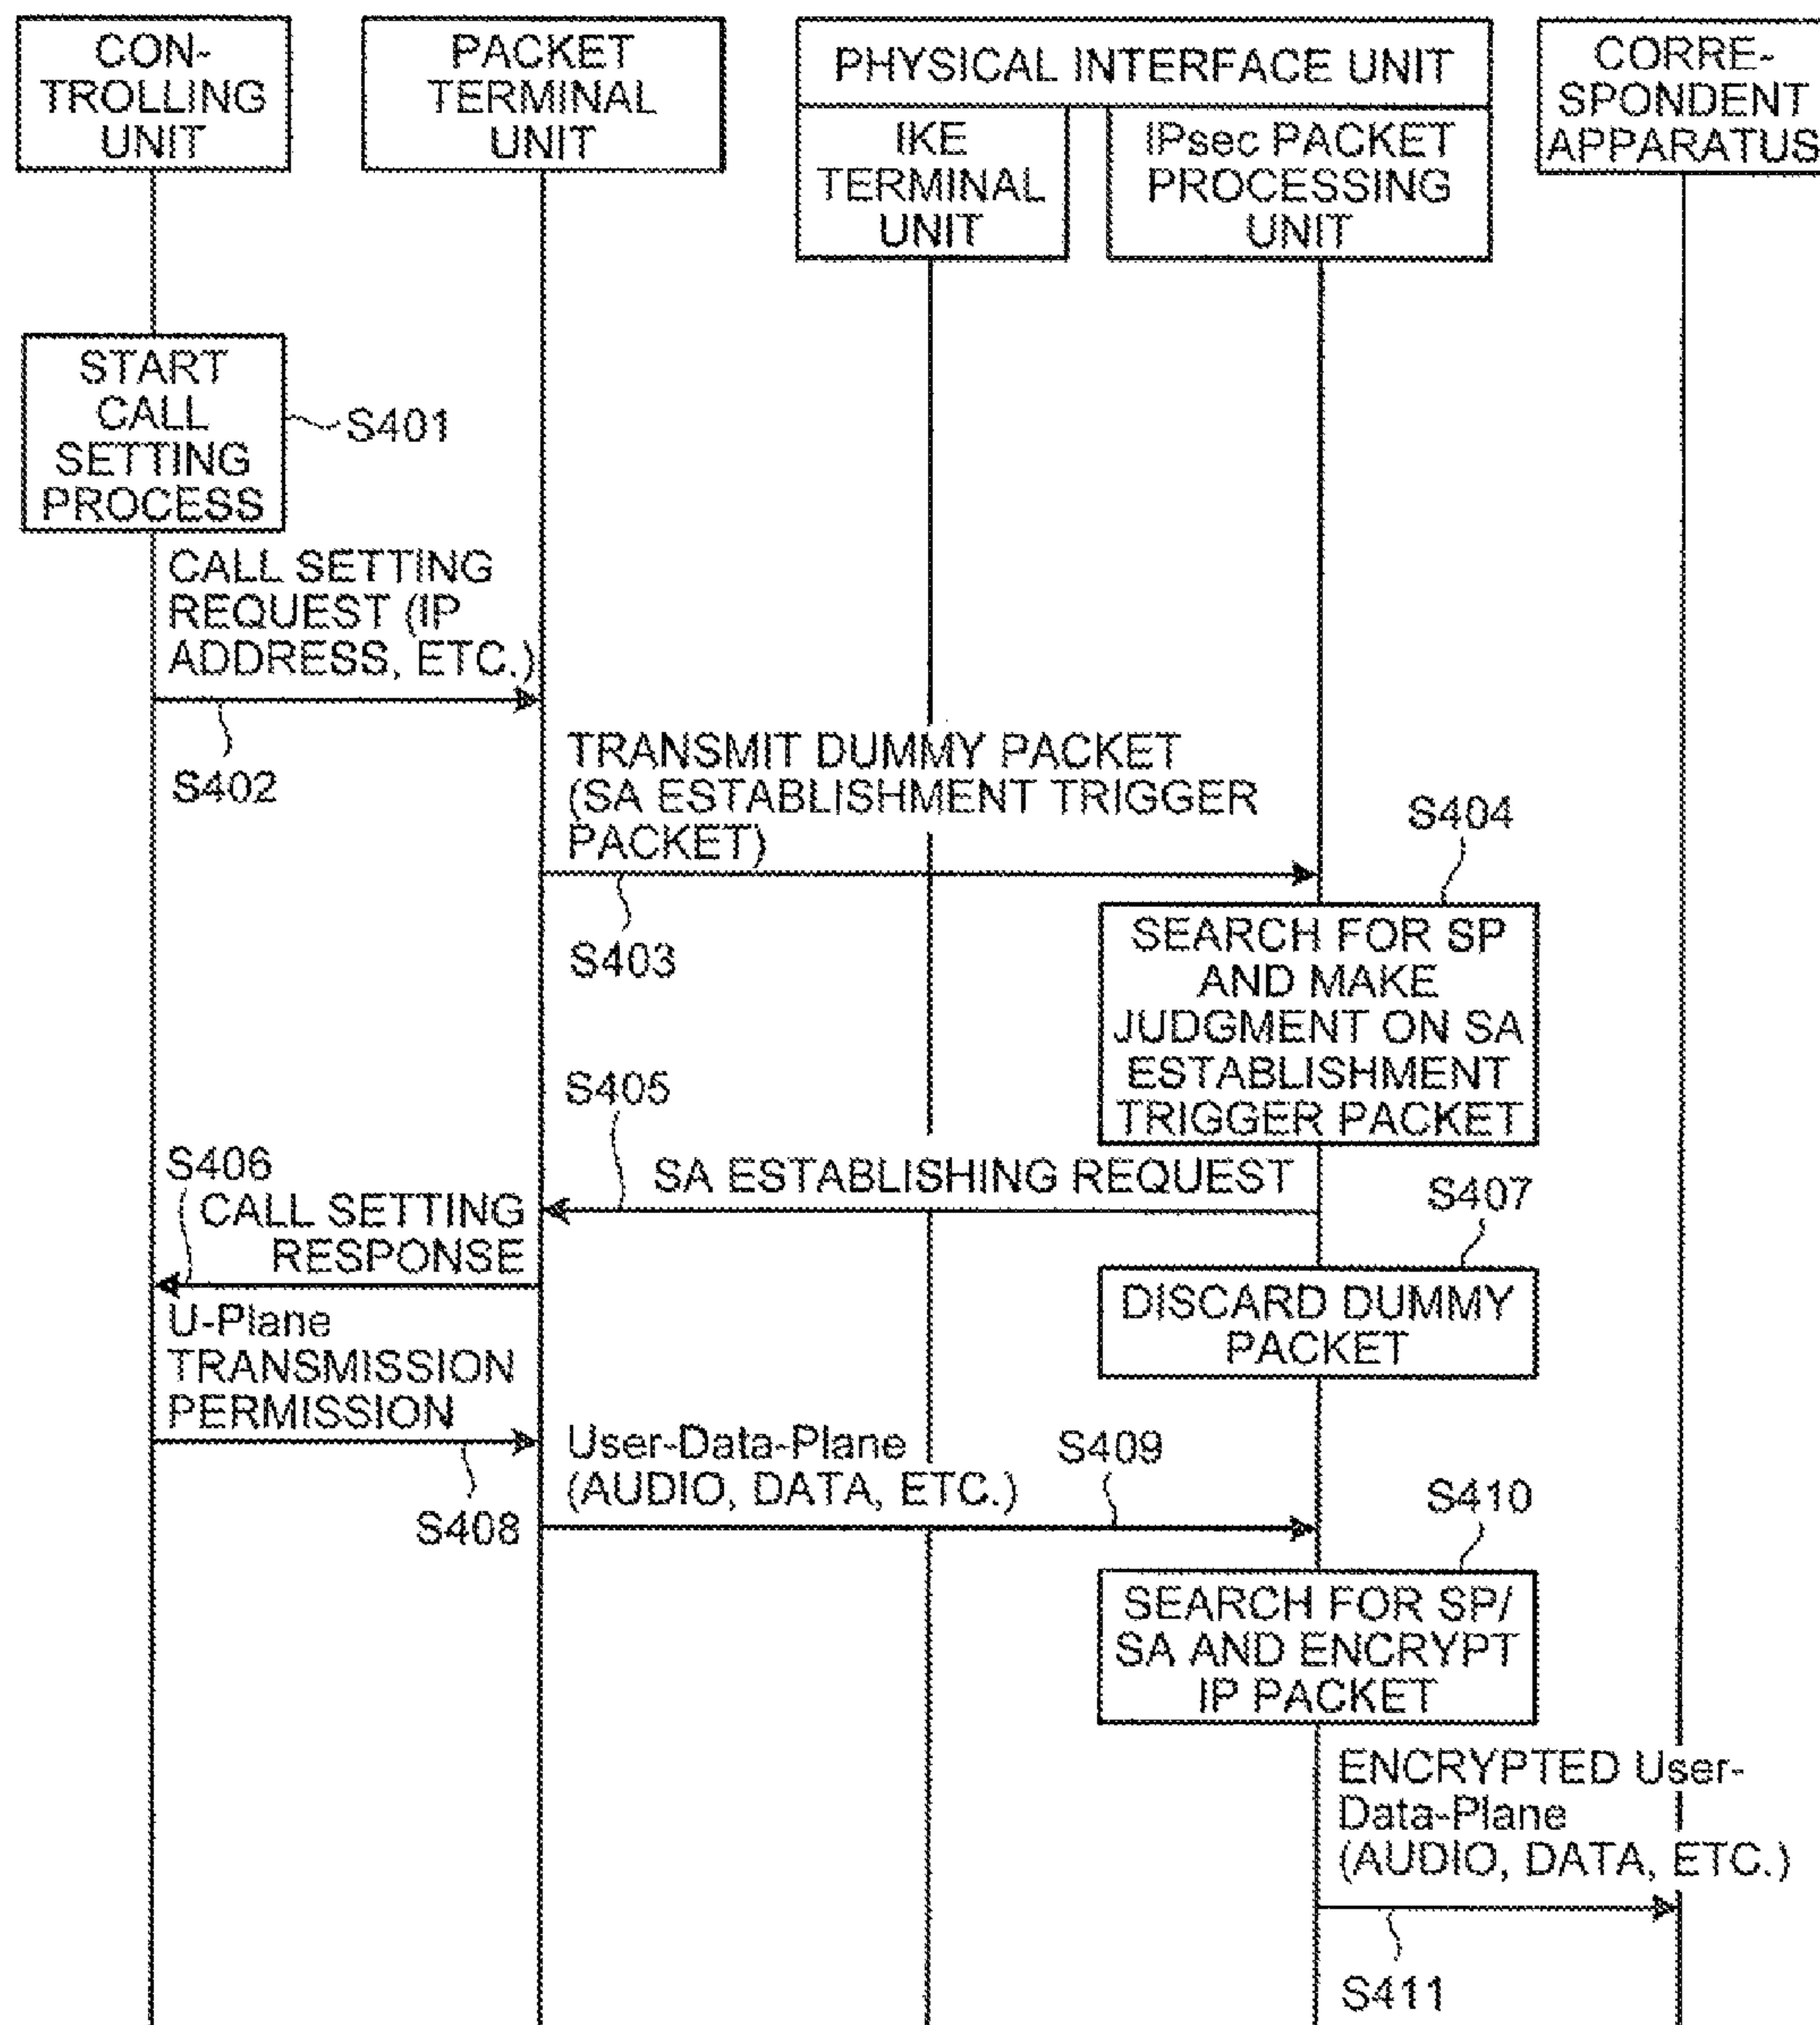 CON-
TROLLING
UNIT
PACKET
TERMINAL
UNIT
PHYSICAL INTERFACE UNIT
IKE
TERMINAL
UNIT
IPsec PACKET
PROCESSING
UNIT
CORRE-
SPONDENT
APPARATUS
START
CALL
SETTING
PROCESS
S401
CALL SETTING
REQUEST (IP
ADDRESS, ETC.)
S402
TRANSMIT DUMMY PACKET
(SA ESTABLISHMENT TRIGGER
PACKET)
S403
S404
SEARCH FOR SP
AND MAKE
JUDGMENT ON SA
ESTABLISHMENT
TRIGGER PACKET
S405
SA ESTABLISHING REQUEST
S406
CALL SETTING
RESPONSE
S407
DISCARD DUMMY
PACKET
U-Plane
TRANSMISSION
PERMISSION
S408
User-Data-Plane
(AUDIO, DATA, ETC.)
S409
S410
SEARCH FOR SP/
SA AND ENCRYPT
IP PACKET
ENCRYPTED User-
Data-Plane
(AUDIO, DATA, ETC.)
S411